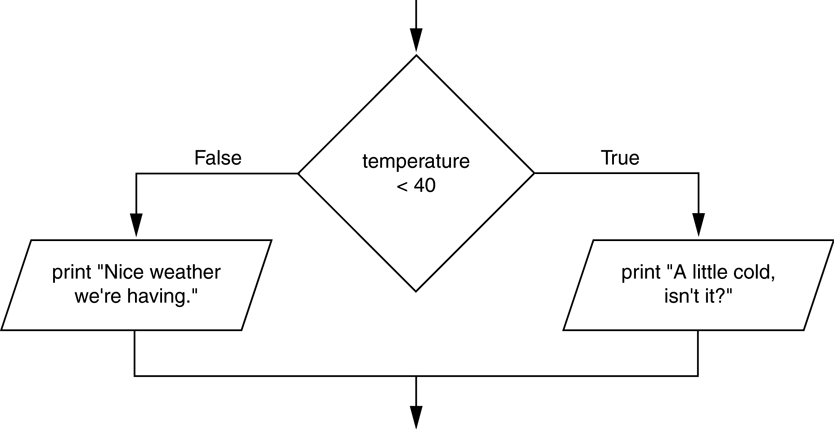 False
temperature
< 40
True
print "Nice weather
we're having."
print "A little cold,
isn't it?"